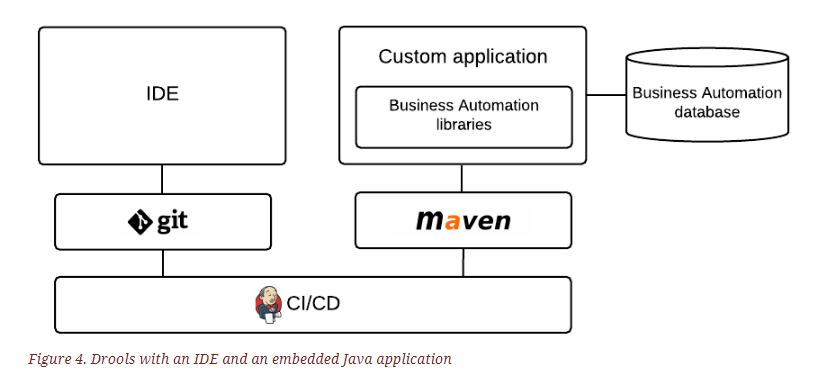 IDE
Custom application
Business Automation
libraries
Business Automation
database
git
maven
CI/CD
Figure 4. Drools with an IDE and an embedded Java application